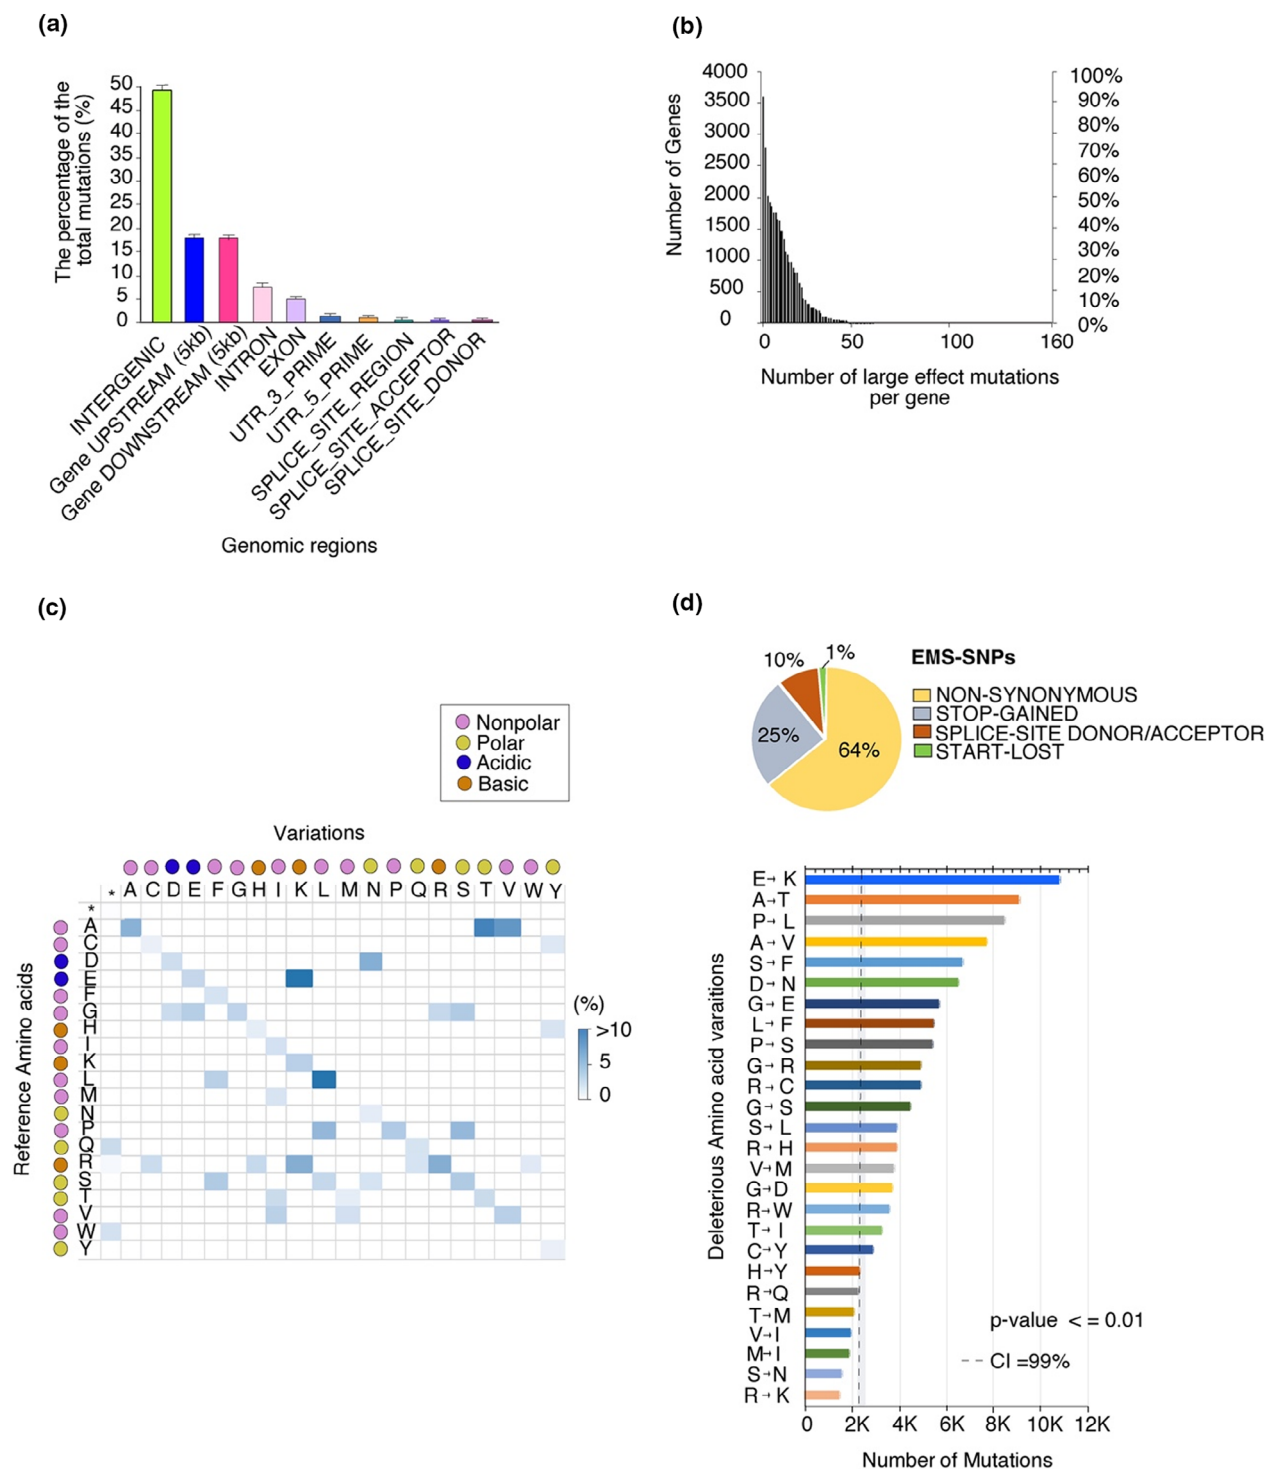 (a)
The percentage of the
total mutations (%)
50
45
40
35
30
25
20
15
10
5
0
INTERGENIC
Gene UPSTREAM (5kb)
Gene DOWNSTREAM (5kb)
INTRON
EXON
UTR_3_PRIME
UTR_5_PRIME
SPLICE_SITE_REGION
SPLICE_SITE_ACCEPTOR
SPLICE_SITE_DONOR
Genomic regions
(b)
Number of Genes
4000
3500
3000
2500
2000
1500
1000
500
0
100%
90%
80%
70%
60%
50%
40%
30%
20%
10%
0%
0 50 100 160
Number of large effect mutations
per gene
(c)
Nonpolar
Polar
Acidic
Basic
Variations
* A C D E F G H I K L M N P Q R S T V W Y
Reference Amino acids
*
A
C
D
E
F
G
H
I
K
L
M
N
P
Q
R
S
T
V
W
Y
(%)
>10
5
0
(d)
10% 1%
25%
64%
EMS-SNPs
NON-SYNONYMOUS
STOP-GAINED
SPLICE-SITE DONOR/ACCEPTOR
START-LOST
Deleterious Amino acid varaitions
E→K
A→T
P→L
A→V
S→F
D→N
G→E
L→F
P→S
G→R
R→C
G→S
S→L
R→H
V→M
G→D
R→W
T→I
C→Y
H→Y
R→Q
T→M
V→I
M→I
S→N
R→K
p-value <= 0.01
-- CI =99%
0 2K 4K 6K 8K 10K 12K
Number of Mutations